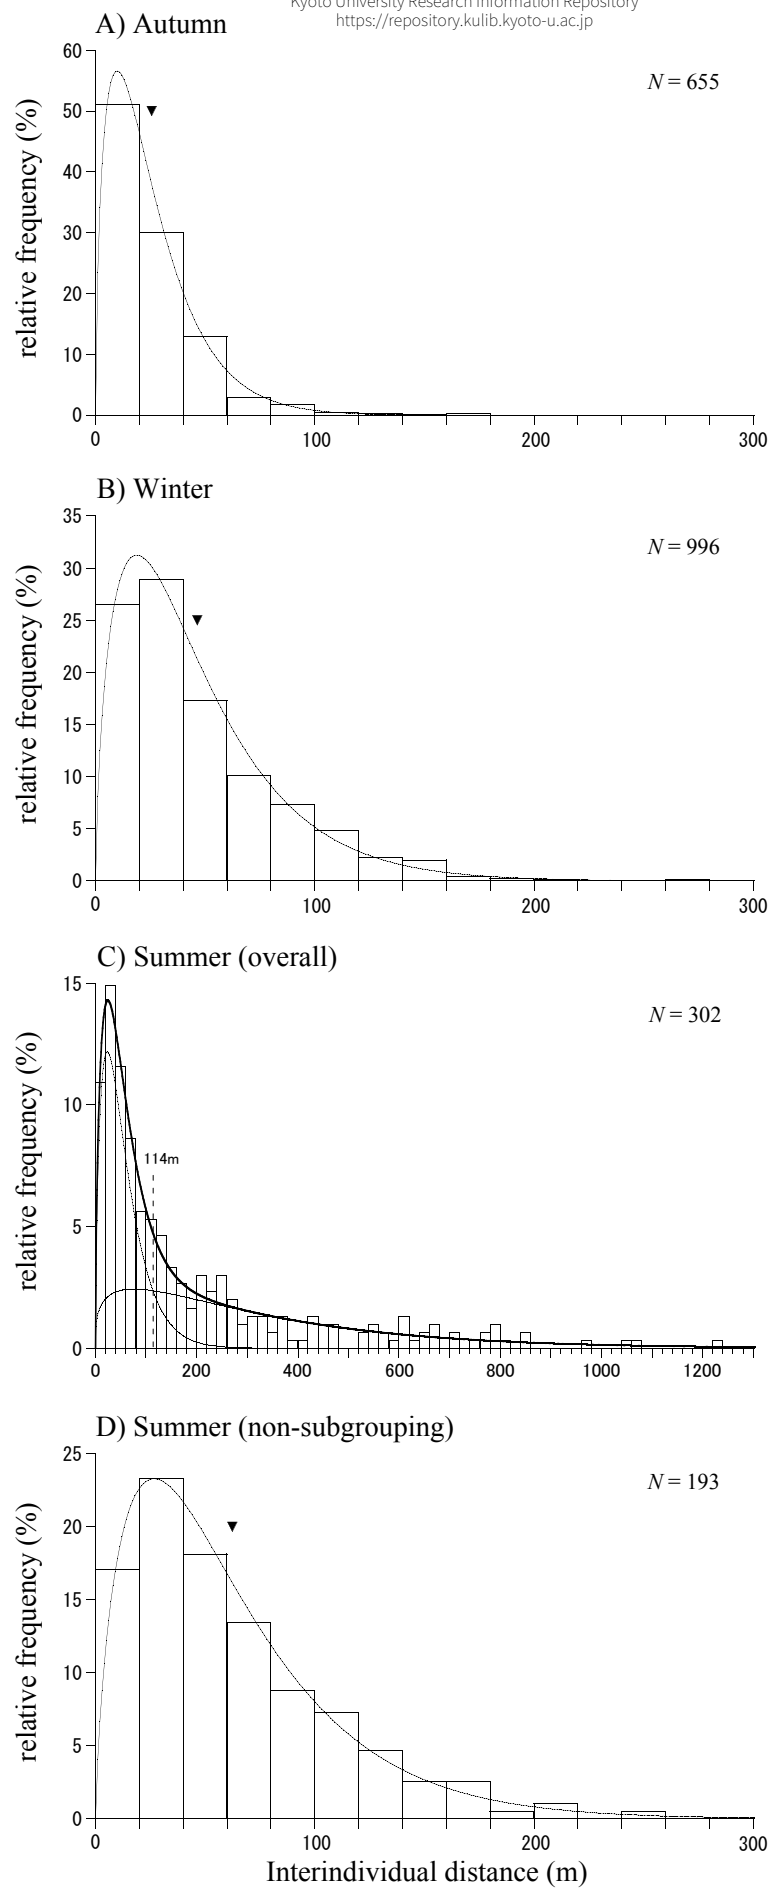 Kyoto University Research Information Repository
https://repository.kulib.kyoto-u.ac.jp
A) Autumn
N = 655
relative frequency (%)
60
50
40
30
20
10
0
0 100 200 300
B) Winter
N = 996
relative frequency (%)
35
30
25
20
15
10
5
0
0 100 200 300
C) Summer (overall)
N = 302
relative frequency (%)
15
10
5
0
114m
0 200 400 600 800 1000 1200
D) Summer (non-subgrouping)
N = 193
relative frequency (%)
25
20
15
10
5
0
0 100 200 300
Interindividual distance (m)